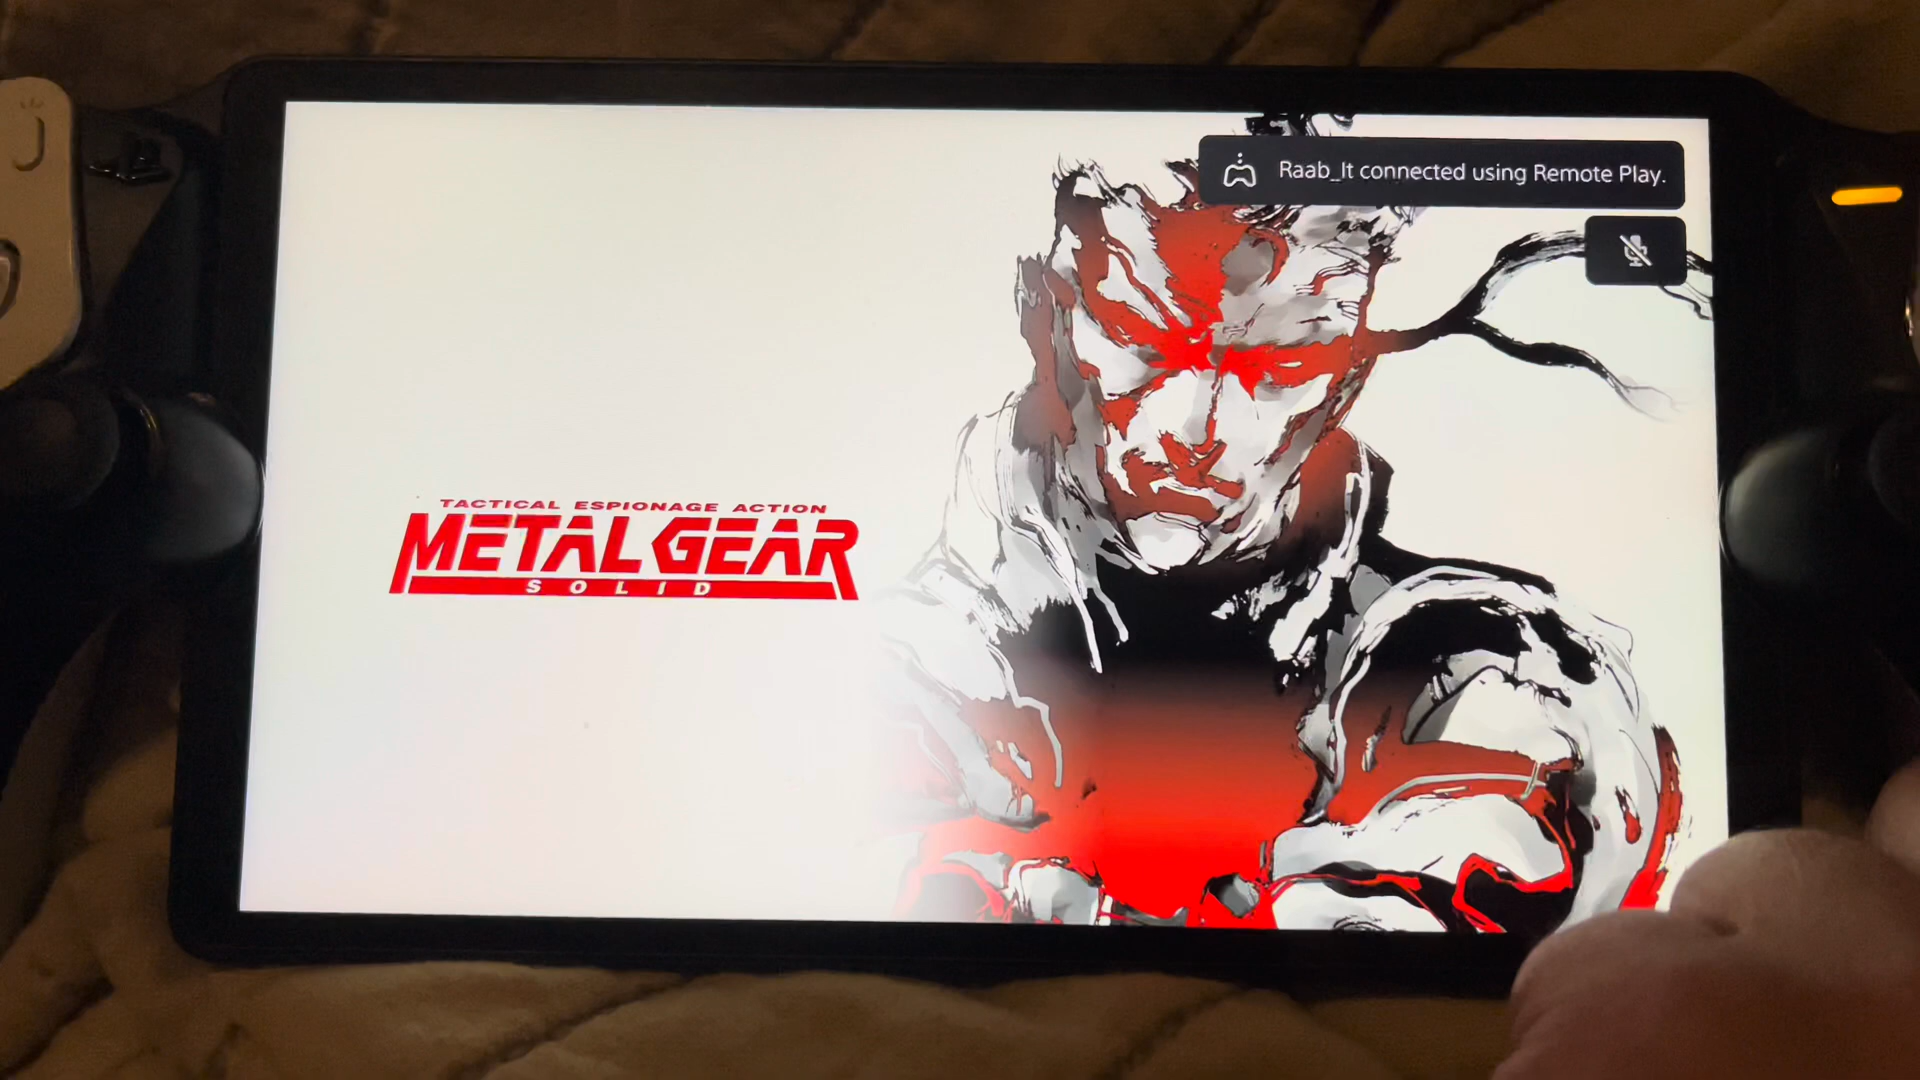 Raab_It connected using Remote Play.
TACTICAL ESPIONAGE ACTION
METAL GEAR
SOLID